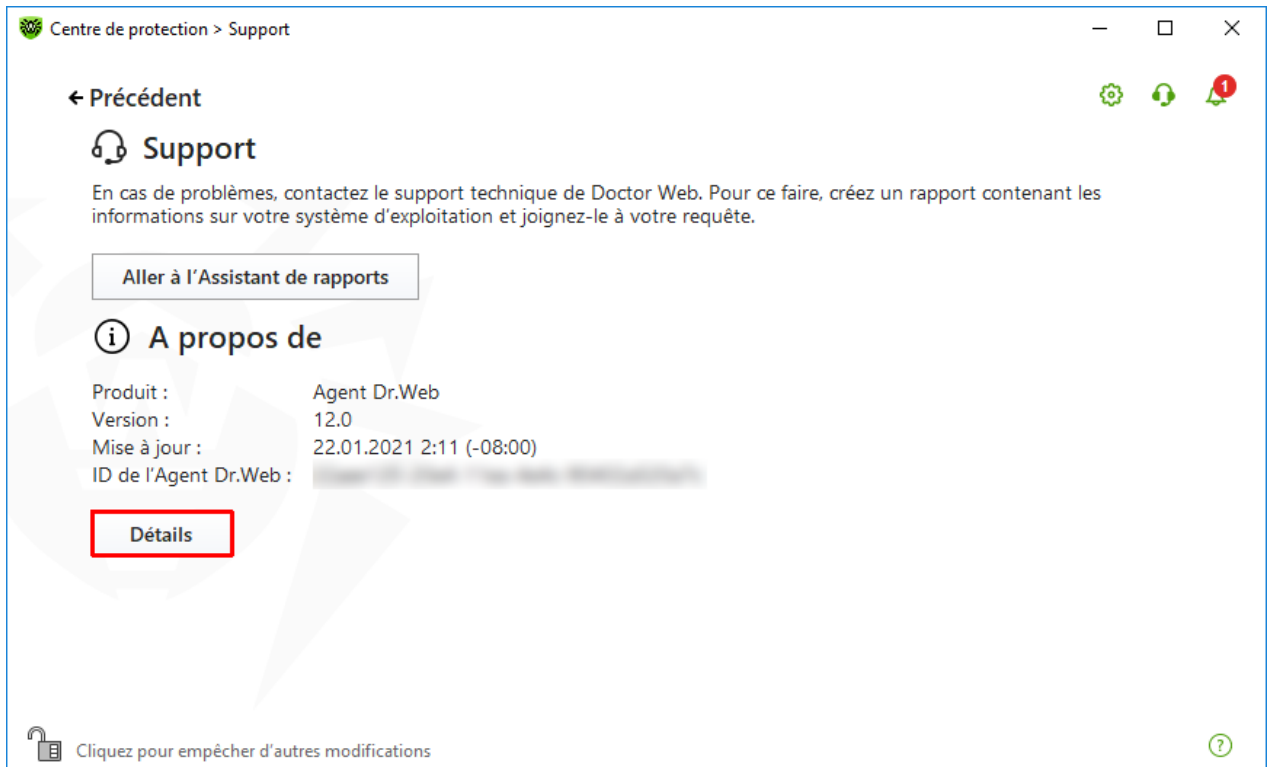 Centre de protection > Support
Précédent
1
Support
En cas de problèmes, contactez le support technique de Doctor Web. Pour ce faire, créez un rapport contenant les
informations sur votre système d'exploitation et joignez-le à votre requête.
Aller à l'Assistant de rapports
A propos de
Produit : Agent Dr.Web
Version : 12.0
Mise à jour : 22.01.2021 2:11 (-08:00)
ID de l'Agent Dr.Web :
Détails
Cliquez pour empêcher d'autres modifications
?